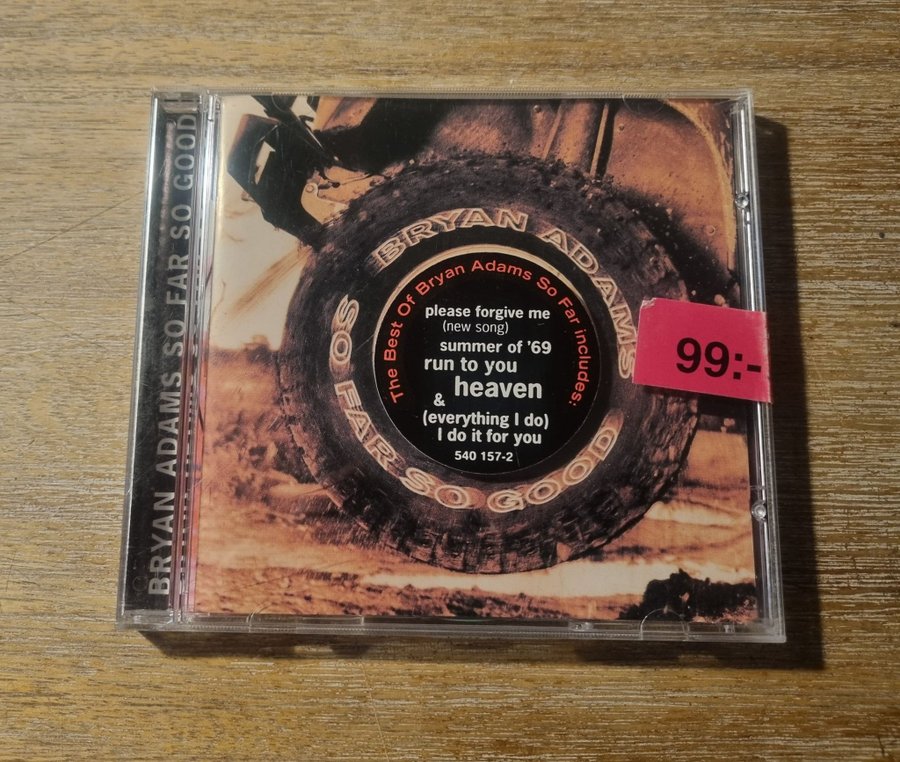 BRYAN ADAMS SO FAR SO GOOD
BRYAN ADAMS
SO FAR SO GOOD
The Best Of Bryan Adams So Far includes:
please forgive me
(new song)
summer of '69
run to you
heaven
&
(everything I do)
I do it for you
540 157-2
99:-